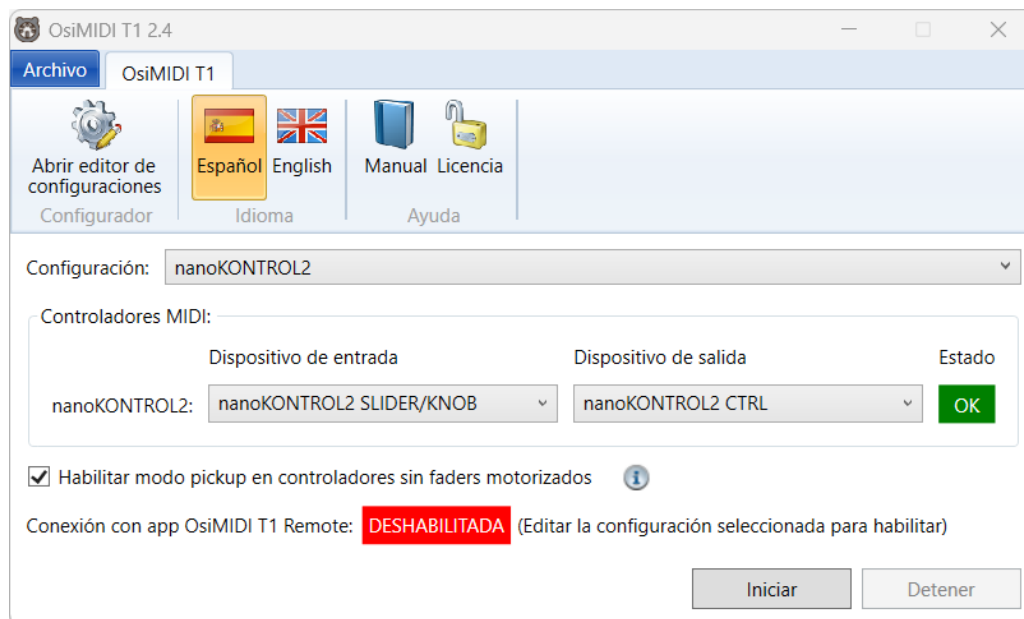 OsiMIDI T1 2.4
Archivo OsiMIDI T1
Abrir editor de configuraciones
Español English
Manual Licencia
Configurador Idioma Ayuda
Configuración: nanoKONTROL2
Controladores MIDI:
Dispositivo de entrada Dispositivo de salida Estado
nanoKONTROL2: nanoKONTROL2 SLIDER/KNOB nanoKONTROL2 CTRL OK
Habilitar modo pickup en controladores sin faders motorizados
Conexión con app OsiMIDI T1 Remote: DESHABILITADA (Editar la configuración seleccionada para habilitar)
Iniciar Detener